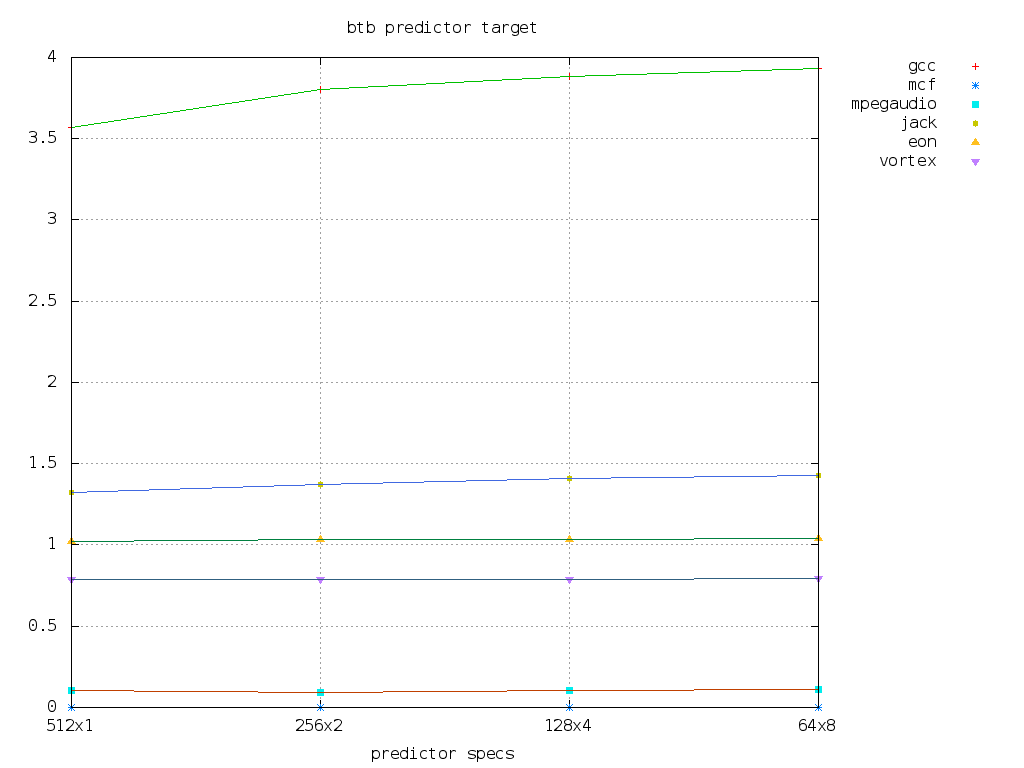 btb predictor target
4
3.5
3
2.5
2
1.5
1
0.5
0
512x1 256x2 128x4 64x8
predictor specs
gcc
mcf
mpegaudio
jack
eon
vortex